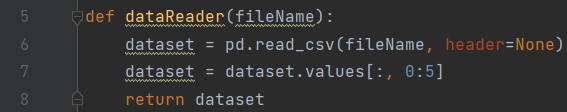 5 def dataReader(fileName):
6 dataset = pd.read_csv(fileName, header=None)
7 dataset = dataset.values[:, 0:5]
8 return dataset